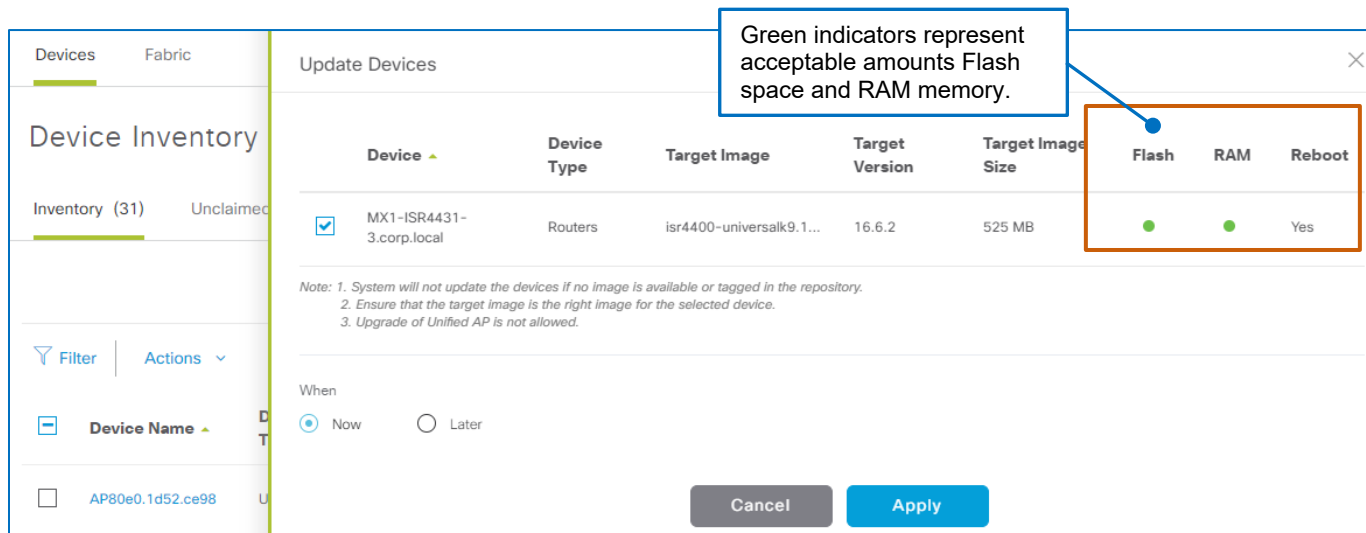 Green indicators represent
acceptable amounts Flash
space and RAM memory.
Devices
Fabric
Device Inventory
Inventory (31)
Unclaimed
Filter
Actions
Device Name
D
T
AP80e0.1d52.ce98
U
Update Devices
Device
Device
Type
Target Image
Target
Version
Target Image
Size
Flash
RAM
Reboot
MX1-ISR4431-
3.corp.local
Routers
isr4400-universalk9.1...
16.6.2
525 MB
Yes
Note: 1. System will not update the devices if no image is available or tagged in the repository.
2. Ensure that the target image is the right image for the selected device.
3. Upgrade of Unified AP is not allowed.
When
Now
Later
Cancel
Apply